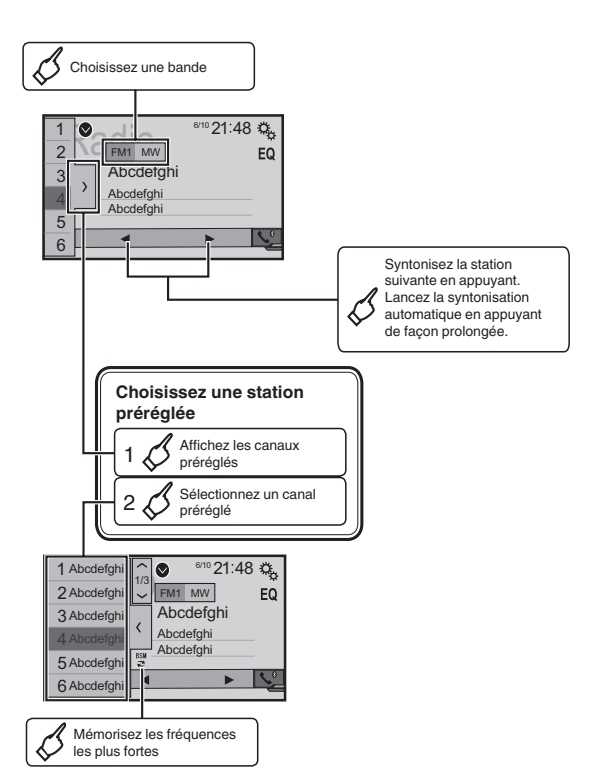 Choisissez une bande
Radio
6/10 21:48
1
2
3
4
5
6
FM1 MW
EQ
Abcdefghi
Abcdefghi
Abcdefghi
Syntonisez la station
suivante en appuyant.
Lancez la syntonisation
automatique en appuyant
de façon prolongée.
Choisissez une station
préréglée
1 Affichez les canaux
préréglés
2 Sélectionnez un canal
préréglé
1 Abcdefghi
2 Abcdefghi
3 Abcdefghi
4 Abcdefghi
5 Abcdefghi
6 Abcdefghi
1/3
6/10 21:48
FM1 MW
EQ
Abcdefghi
Abcdefghi
Abcdefghi
BSM
Mémorisez les fréquences
les plus fortes